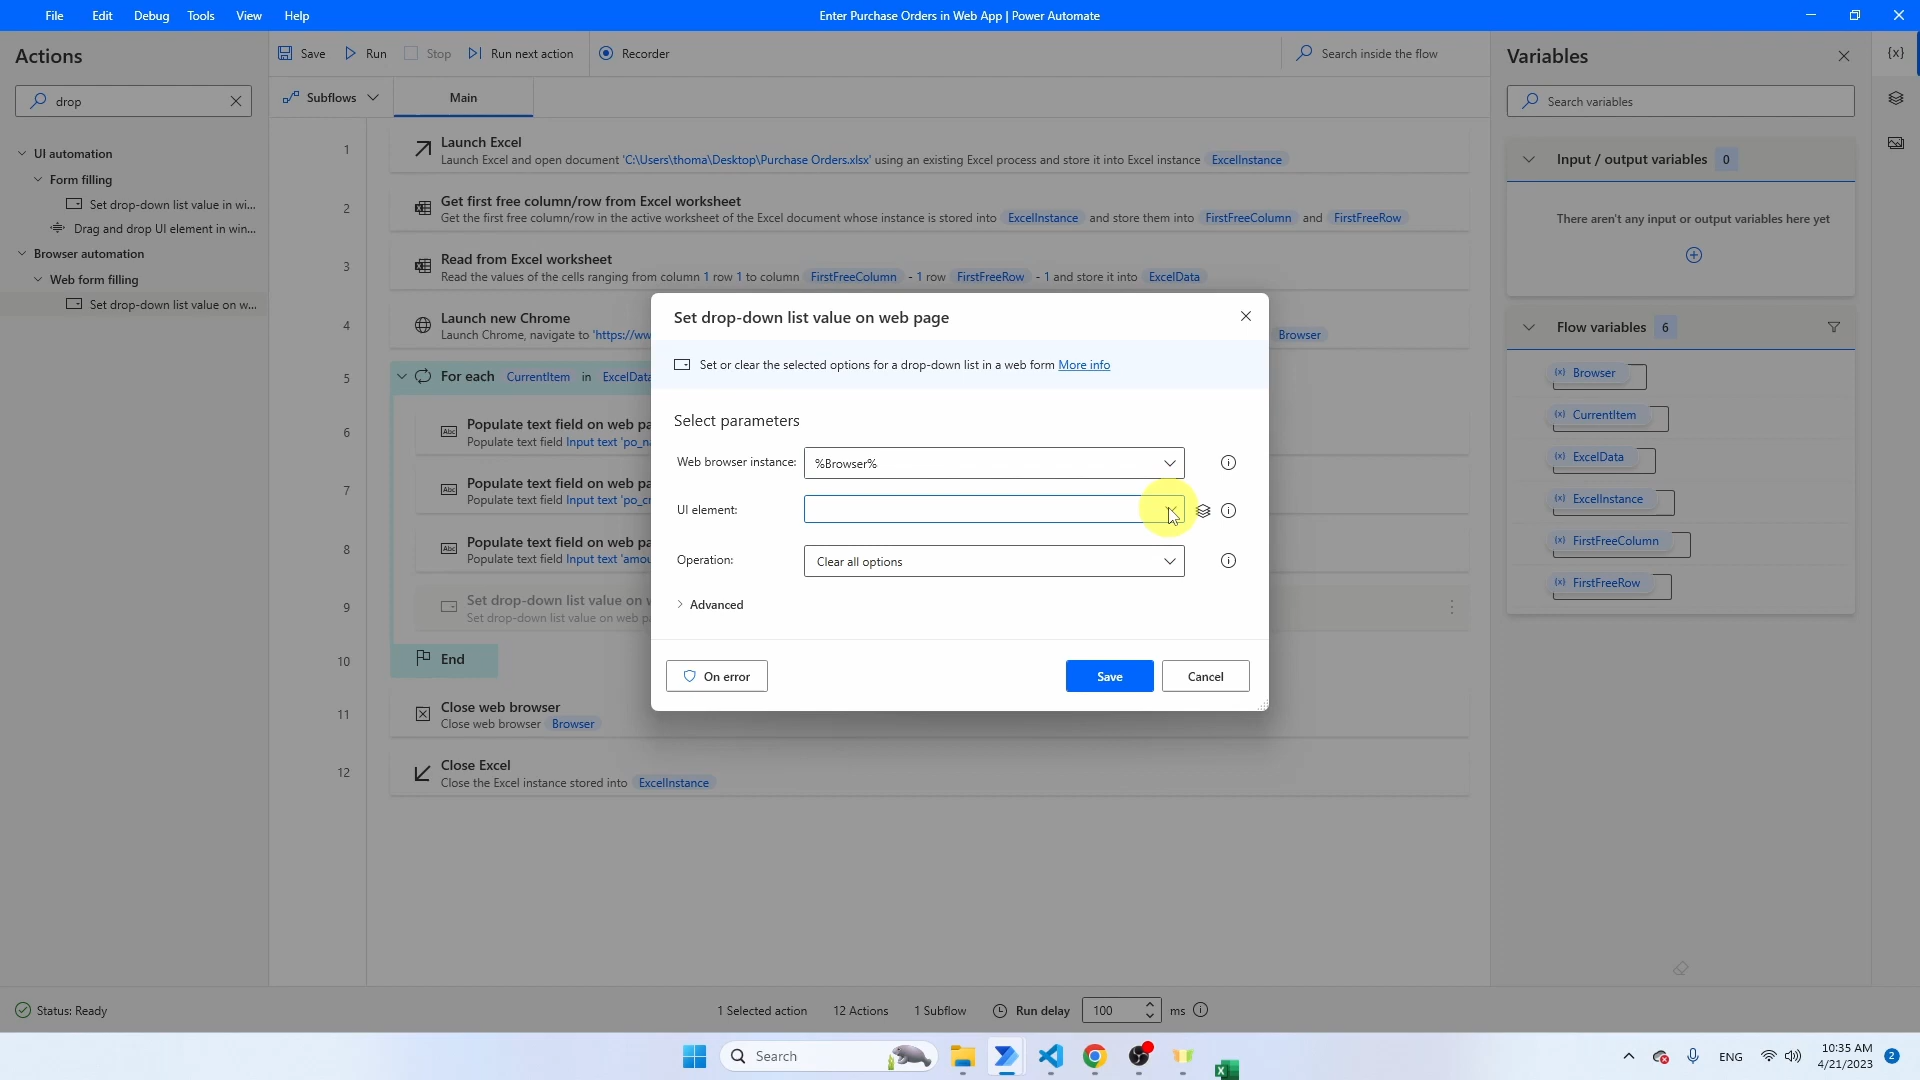 File Edit Debug Tools View Help
Enter Purchase Orders in Web App | Power Automate
Actions
drop
UI automation
Form filling
Set drop-down list value in wi...
Drag and drop UI element in win...
Browser automation
Web form filling
Set drop-down list value on w...
Save Run Stop Run next action Recorder
Search inside the flow
Subflows Main
1 Launch Excel
Launch Excel and open document 'C:\Users\thoma\Desktop\Purchase Orders.xlsx' using an existing Excel process and store it into Excel instance ExcelInstance
2 Get first free column/row from Excel worksheet
Get the first free column/row in the active worksheet of the Excel document whose instance is stored into ExcelInstance and store them into FirstFreeColumn and FirstFreeRow
3 Read from Excel worksheet
Read the values of the cells ranging from column 1 row 1 to column FirstFreeColumn - 1 row FirstFreeRow - 1 and store it into ExcelData
4 Launch new Chrome
Launch Chrome, navigate to 'https://ww Browser
5 For each CurrentItem in ExcelData
6 Populate text field on web pa
Populate text field Input text 'po_n
7 Populate text field on web pa
Populate text field Input text 'po_c
8 Populate text field on web pa
Populate text field Input text 'amou
9 Set drop-down list value on w
Set drop-down list value on web pa
10 End
11 Close web browser
Close web browser Browser
12 Close Excel
Close the Excel instance stored into ExcelInstance
Set drop-down list value on web page
Set or clear the selected options for a drop-down list in a web form More info
Select parameters
Web browser instance: %Browser%
UI element:
Operation: Clear all options
Advanced
On error Save Cancel
Variables
{x}
Search variables
Input / output variables 0
There aren't any input or output variables here yet
Flow variables 6
(x) Browser
(x) CurrentItem
(x) ExcelData
(x) ExcelInstance
(x) FirstFreeColumn
(x) FirstFreeRow
Status: Ready
1 Selected action 12 Actions 1 Subflow Run delay 100 ms
Search
ENG
10:35 AM
4/21/2023
2